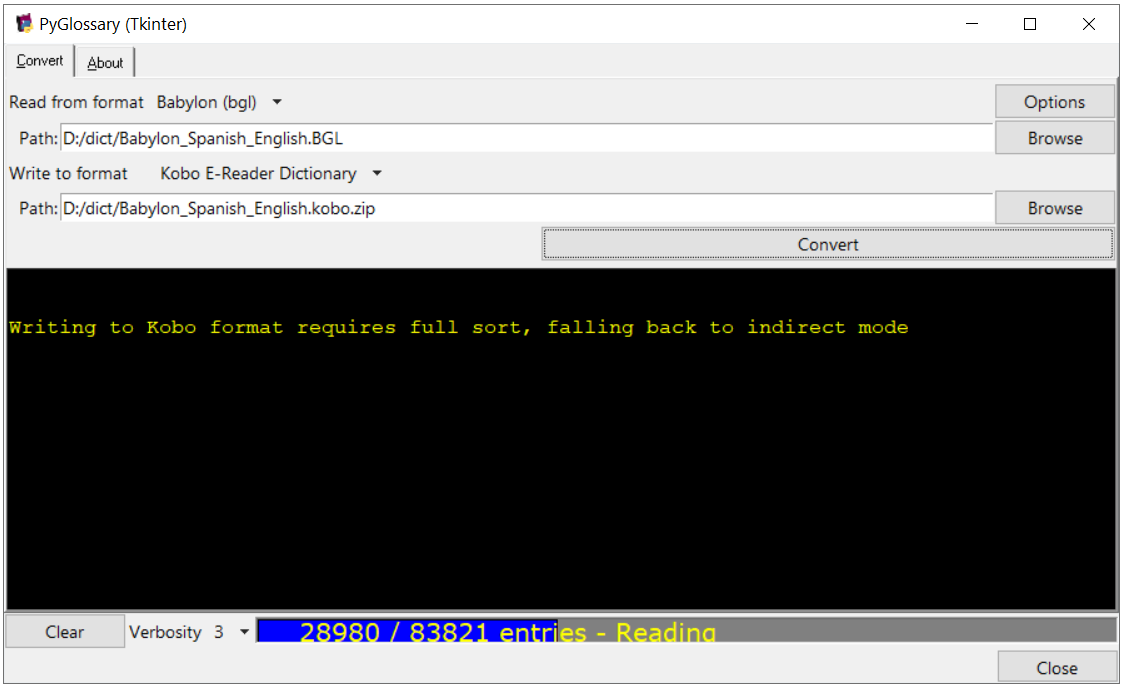 PyGlossary (Tkinter)
Convert About
Read from format Babylon (bgl) Options
Path: D:/dict/Babylon_Spanish_English.BGL Browse
Write to format Kobo E-Reader Dictionary
Path: D:/dict/Babylon_Spanish_English.kobo.zip Browse
Convert
Writing to Kobo format requires full sort, falling back to indirect mode
Clear Verbosity 3 28980 / 83821 entries - Reading
Close